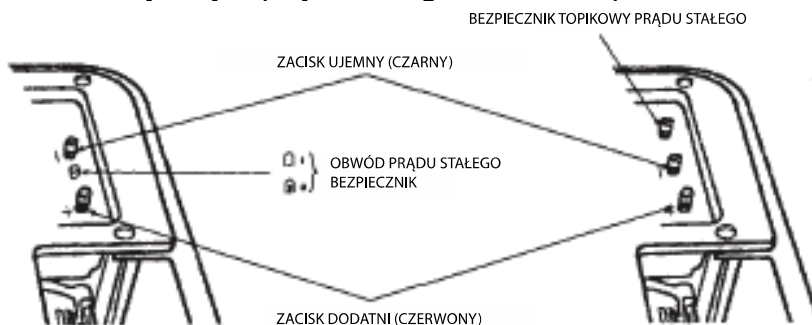 BEZPIECZNIK TOPIKOWY PRĄDU STAŁEGO
ZACISK UJEMNY (CZARNY)
OBWÓD PRĄDU STAŁEGO
BEZPIECZNIK
ZACISK DODATNI (CZERWONY)